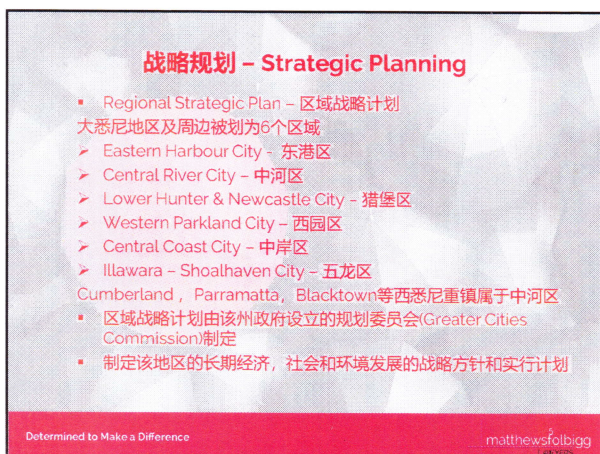 战略规划 – Strategic Planning
▪ Regional Strategic Plan – 区域战略计划
大悉尼地区及周边被划为6个区域
➢ Eastern Harbour City - 东港区
➢ Central River City – 中河区
➢ Lower Hunter & Newcastle City – 猎堡区
➢ Western Parkland City – 西园区
➢ Central Coast City – 中岸区
➢ Illawara – Shoalhaven City – 五龙区
Cumberland , Parramatta, Blacktown等西悉尼重镇属于中河区
▪ 区域战略计划由该州政府设立的规划委员会(Greater Cities
Commission)制定
▪ 制定该地区的长期经济，社会和环境发展的战略方针和实行计划
5
Determined to Make a Difference
matthewsfolbigg